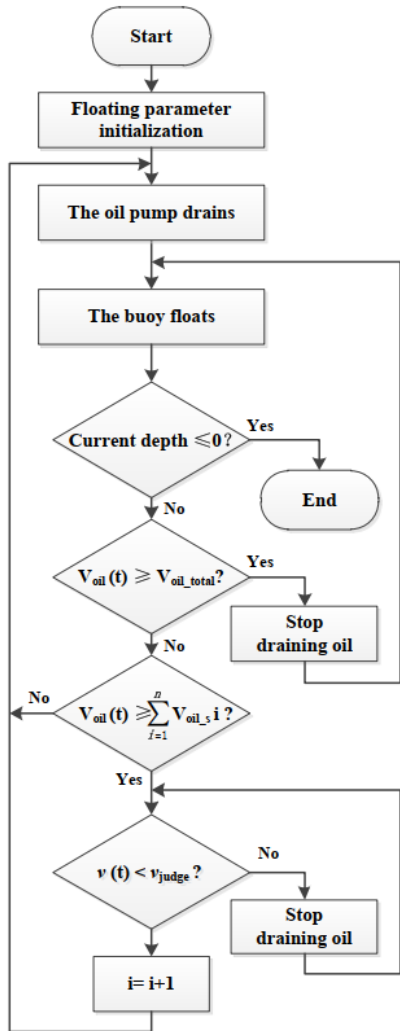 Start
Floating parameter
initialization
The oil pump drains
The buoy floats
Current depth ≤0?
Yes
End
No
V_oil (t) ≥ V_oil_total?
Yes
Stop
draining oil
No
V_oil (t) ≥ ∑_{i=1}^{n} V_oil_s i ?
No
Yes
v (t) < v_judge ?
No
Stop
draining oil
i= i+1